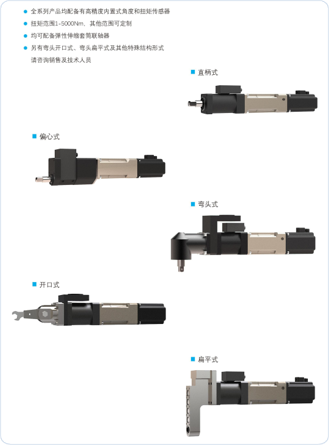 全系列产品均配备有高精度内置式角度和扭矩传感器
扭矩范围1~5000Nm，其他范围可定制
均可配备弹性伸缩套筒联轴器
另有弯头开口式、弯头扁平式及其他特殊结构形式
请咨询销售及技术人员
直柄式
偏心式
弯头式
开口式
扁平式